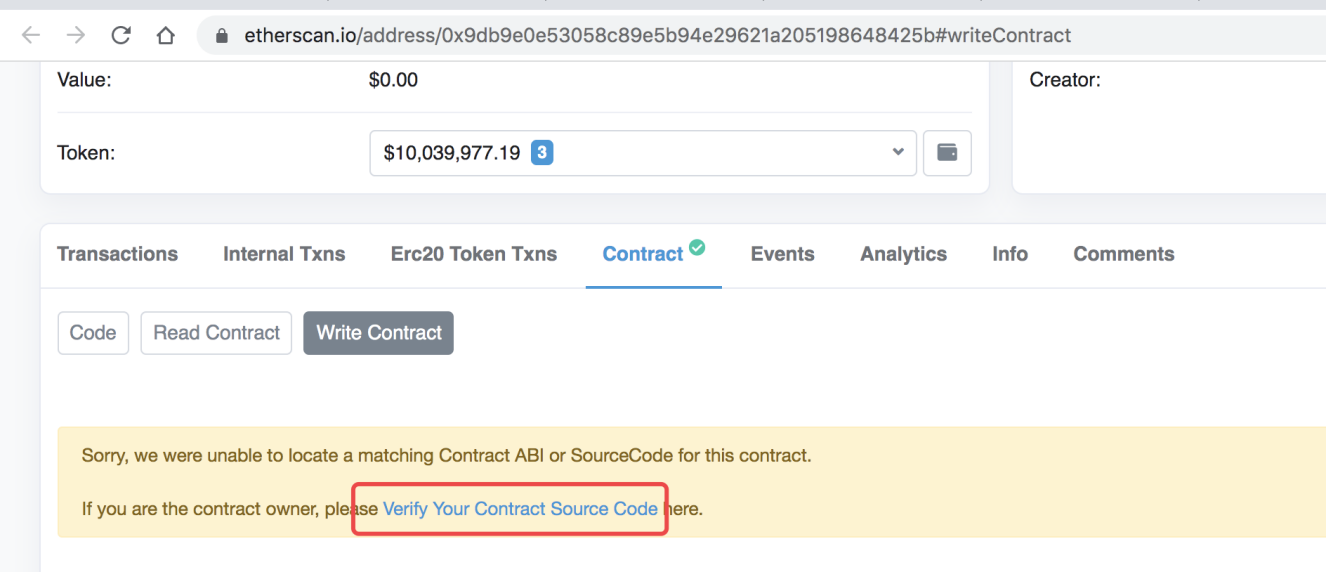 etherscan.io/address/0x9db9e0e53058c89e5b94e29621a205198648425b#writeContract
Value: $0.00
Creator:
Token: $10,039,977.19 3
Transactions Internal Txns Erc20 Token Txns Contract Events Analytics Info Comments
Code Read Contract Write Contract
Sorry, we were unable to locate a matching Contract ABI or SourceCode for this contract.
If you are the contract owner, please Verify Your Contract Source Code here.